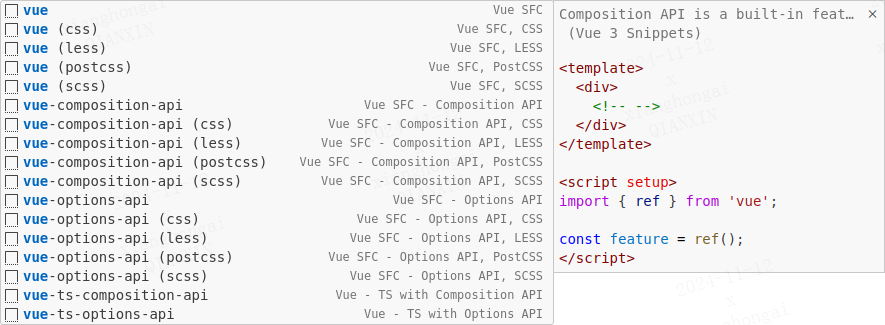 vue Vue SFC
vue (css) Vue SFC, CSS
vue (less) Vue SFC, LESS
vue (postcss) Vue SFC, PostCSS
vue (scss) Vue SFC, SCSS
vue-composition-api Vue SFC - Composition API
vue-composition-api (css) Vue SFC - Composition API, CSS
vue-composition-api (less) Vue SFC - Composition API, LESS
vue-composition-api (postcss) Vue SFC - Composition API, PostCSS
vue-composition-api (scss) Vue SFC - Composition API, SCSS
vue-options-api Vue SFC - Options API
vue-options-api (css) Vue SFC - Options API, CSS
vue-options-api (less) Vue SFC - Options API, LESS
vue-options-api (postcss) Vue SFC - Options API, PostCSS
vue-options-api (scss) Vue SFC - Options API, SCSS
vue-ts-composition-api Vue - TS with Composition API
vue-ts-options-api Vue - TS with Options API
Composition API is a built-in feat… ×
(Vue 3 Snippets)
<template>
  <div>
    <!-- -->
  </div>
</template>
<script setup>
import { ref } from 'vue';
const feature = ref();
</script>
2024-11-12
x
QIANXIN
2024-11-12
x